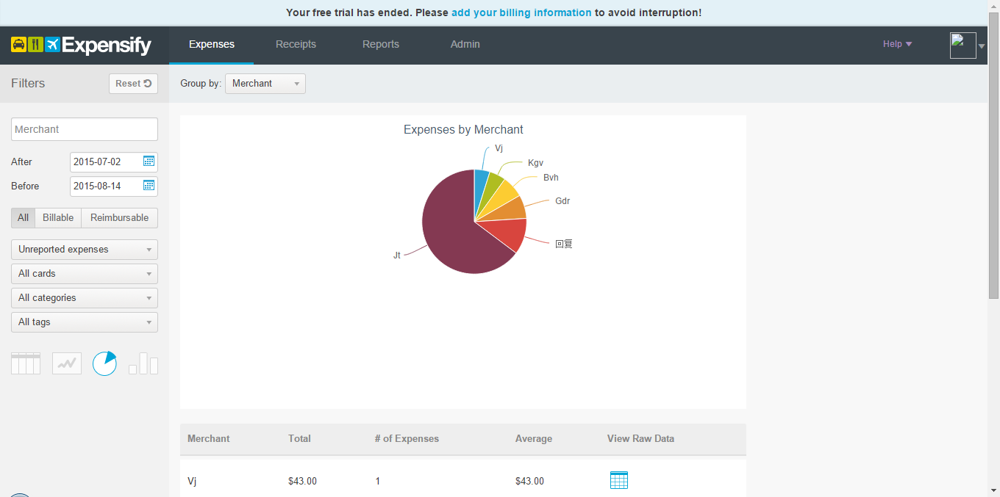 Your free trial has ended. Please add your billing information to avoid interruption!
Expensify
Expenses
Receipts
Reports
Admin
Help
Filters
Reset
Group by:
Merchant
Merchant
After
2015-07-02
Before
2015-08-14
All
Billable
Reimbursable
Unreported expenses
All cards
All categories
All tags
Expenses by Merchant
Vj
Kgv
Bvh
Gdr
回复
Jt
Merchant Total # of Expenses Average View Raw Data
Vj $43.00 1 $43.00